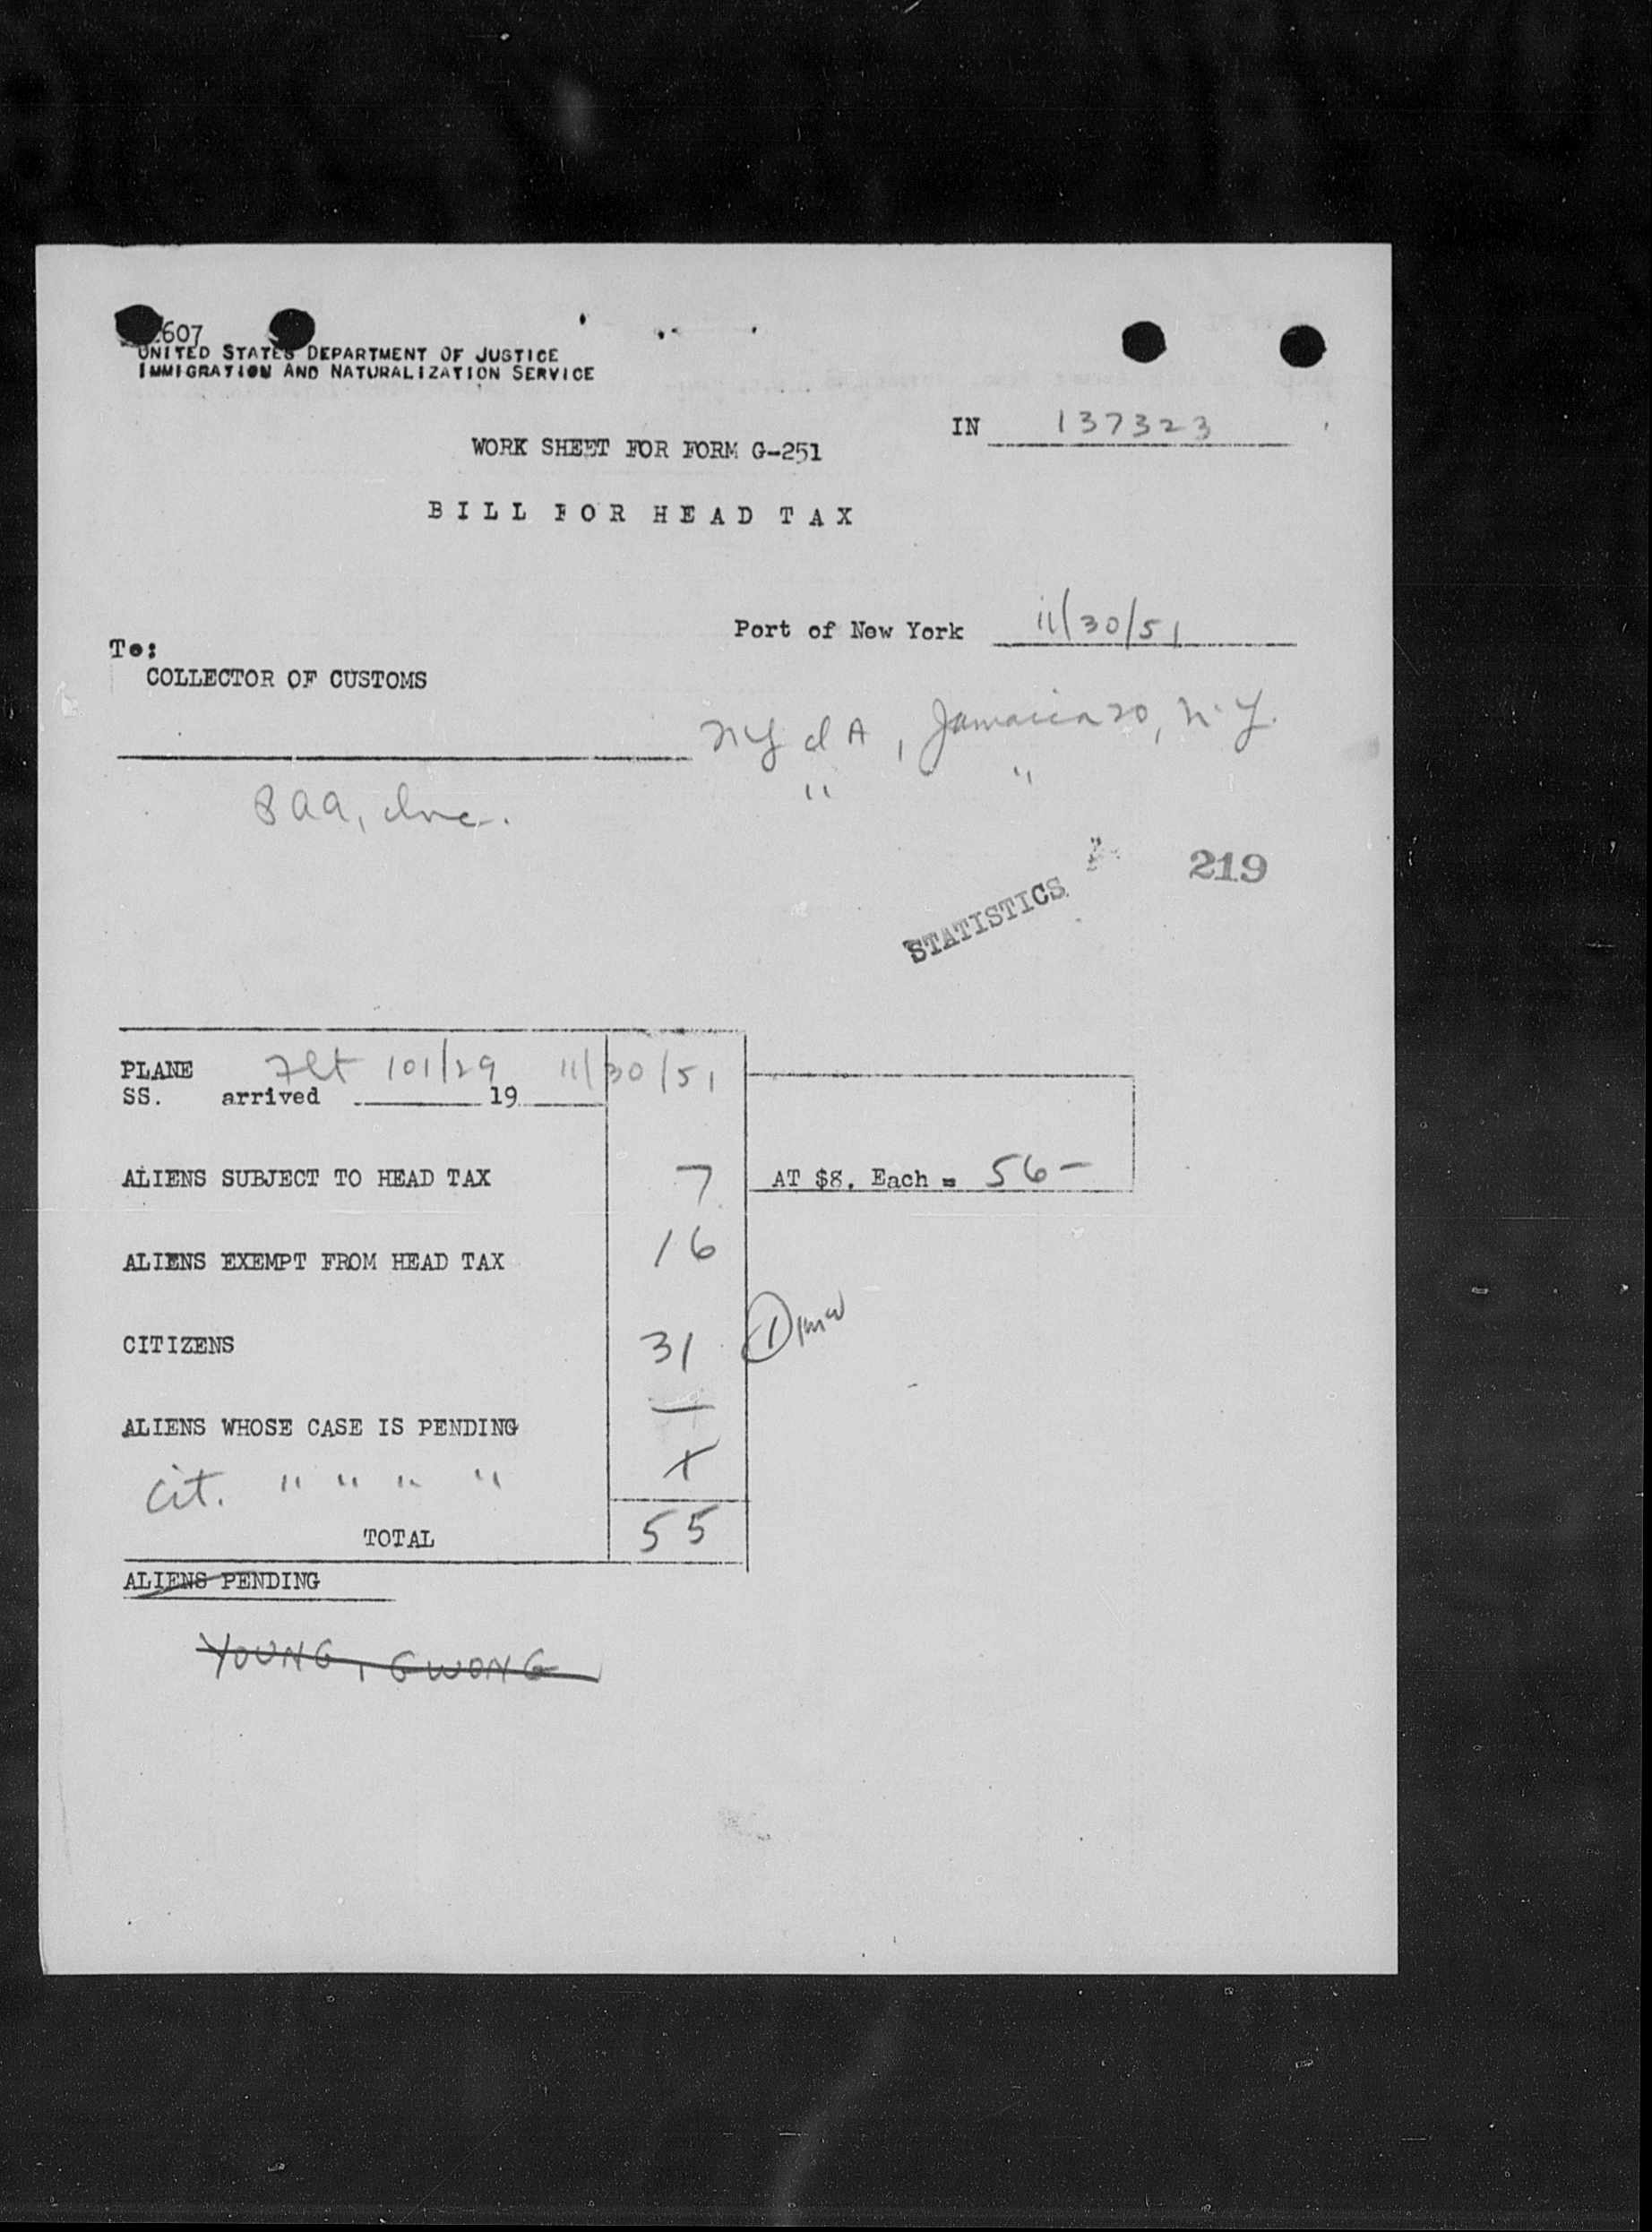 607
UNITED STATES DEPARTMENT OF JUSTICE
IMMIGRATION AND NATURALIZATION SERVICE
IN 137323
WORK SHEET FOR FORM G-251
BILL FOR HEAD TAX
Port of New York 11/30/51
To:
COLLECTOR OF CUSTOMS
NY IA, Jamaica 20, N.Y.
" "
PAA, Inc.
219
STATISTICS
PLANE Flt 101/29 11/30/51
SS. arrived 19
ALIENS SUBJECT TO HEAD TAX 7 AT $8. Each = 56-
ALIENS EXEMPT FROM HEAD TAX 16
CITIZENS 31 1
ALIENS WHOSE CASE IS PENDING —
Cit. " " " "
TOTAL 55
ALIENS PENDING
YOUNG, GWONG